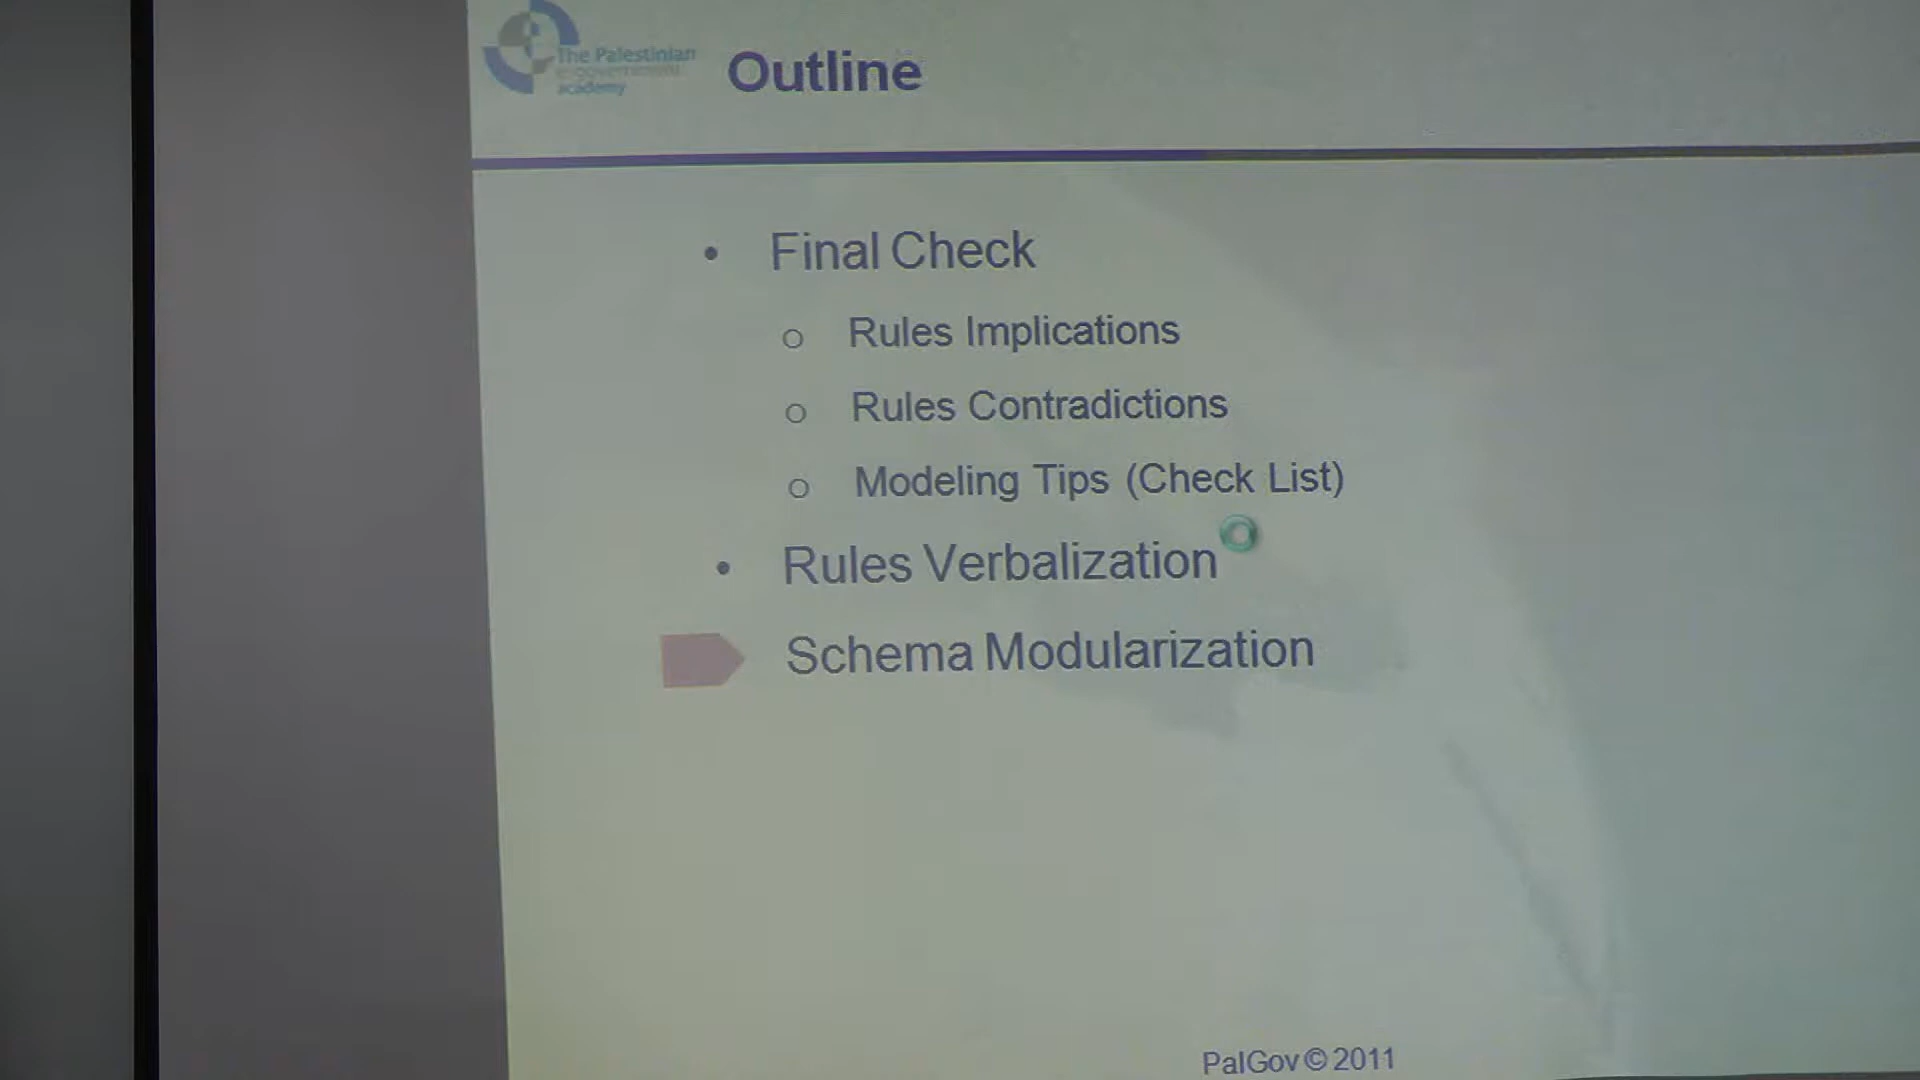 The Palestinian
academy
Outline
• Final Check
o Rules Implications
o Rules Contradictions
o Modeling Tips (Check List)
• Rules Verbalization
Schema Modularization
PalGov © 2011